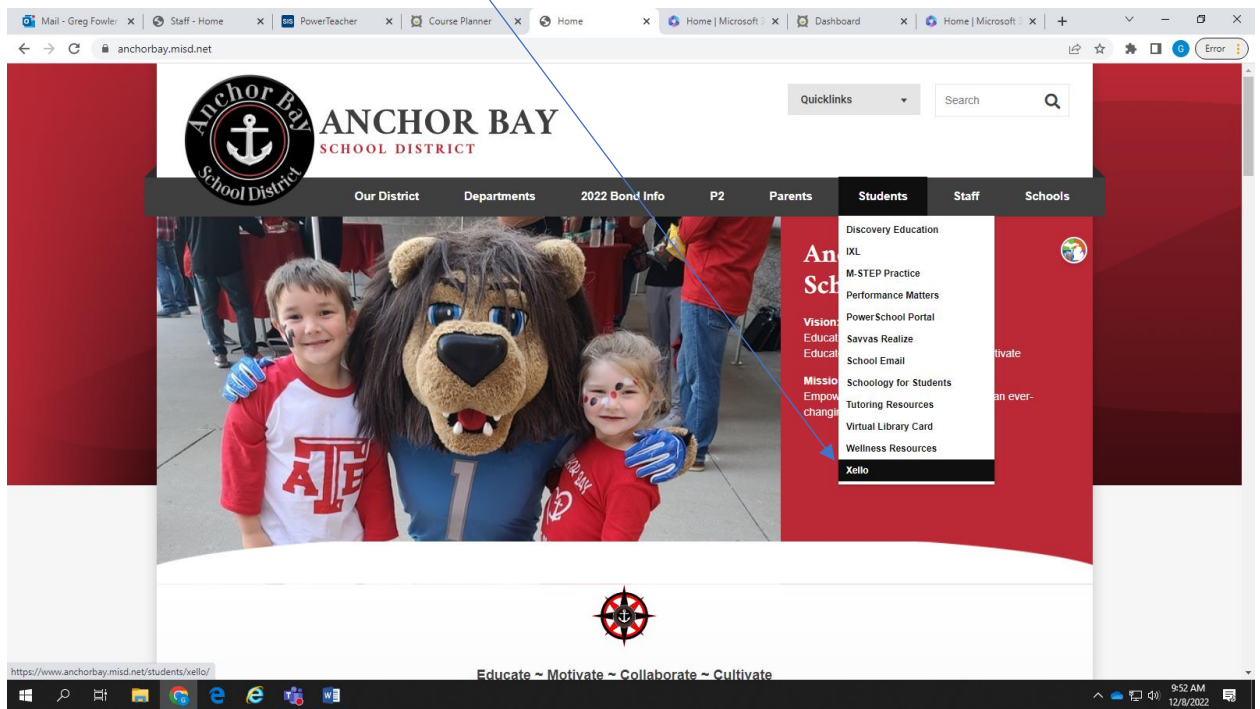 Mail - Greg Fowler
Staff - Home
PowerTeacher
Course Planner
Home
Home | Microsoft 3
Dashboard
Home | Microsoft 3
anchorbay.misd.net
G
Error
Anchor Bay
School District
ANCHOR BAY
SCHOOL DISTRICT
Quicklinks
Search
Our District
Departments
2022 Bond Info
P2
Parents
Students
Staff
Schools
Discovery Education
IXL
M-STEP Practice
Performance Matters
PowerSchool Portal
Savvas Realize
School Email
Schoology for Students
Tutoring Resources
Virtual Library Card
Wellness Resources
Xello
Vision:
Mission
an ever-
Educate ~ Motivate ~ Collaborate ~ Cultivate
https://www.anchorbay.misd.net/students/xello/
9:52 AM
12/8/2022